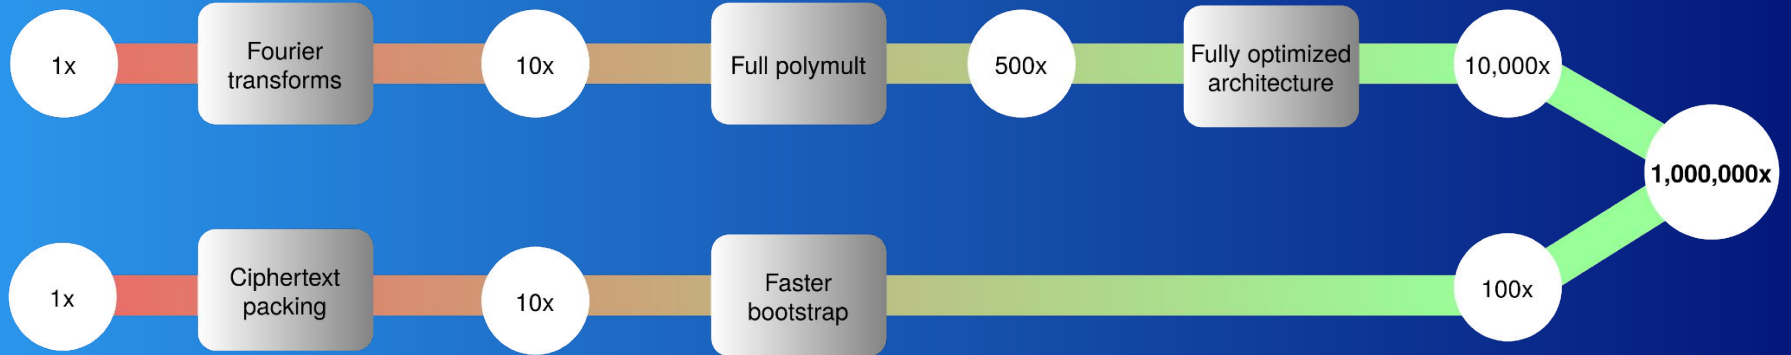 1x
Fourier
transforms
10x
Full polymult
500x
Fully optimized
architecture
10,000x
1,000,000x
1x
Ciphertext
packing
10x
Faster
bootstrap
100x